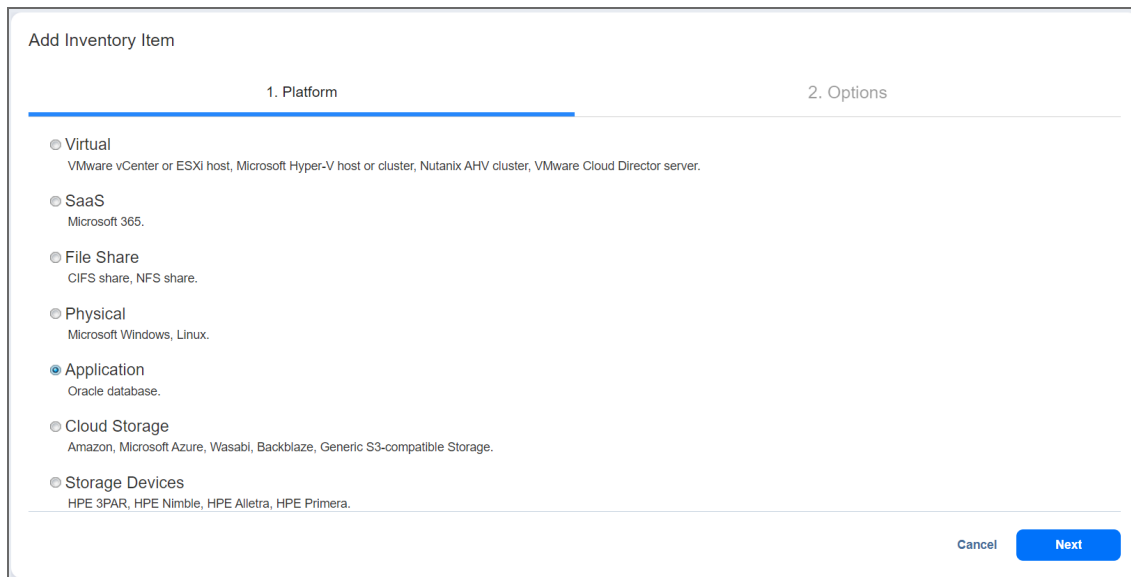 Add Inventory Item
1. Platform
2. Options
Virtual
VMware vCenter or ESXi host, Microsoft Hyper-V host or cluster, Nutanix AHV cluster, VMware Cloud Director server.
SaaS
Microsoft 365.
File Share
CIFS share, NFS share.
Physical
Microsoft Windows, Linux.
Application
Oracle database.
Cloud Storage
Amazon, Microsoft Azure, Wasabi, Backblaze, Generic S3-compatible Storage.
Storage Devices
HPE 3PAR, HPE Nimble, HPE Alletra, HPE Primera.
Cancel
Next